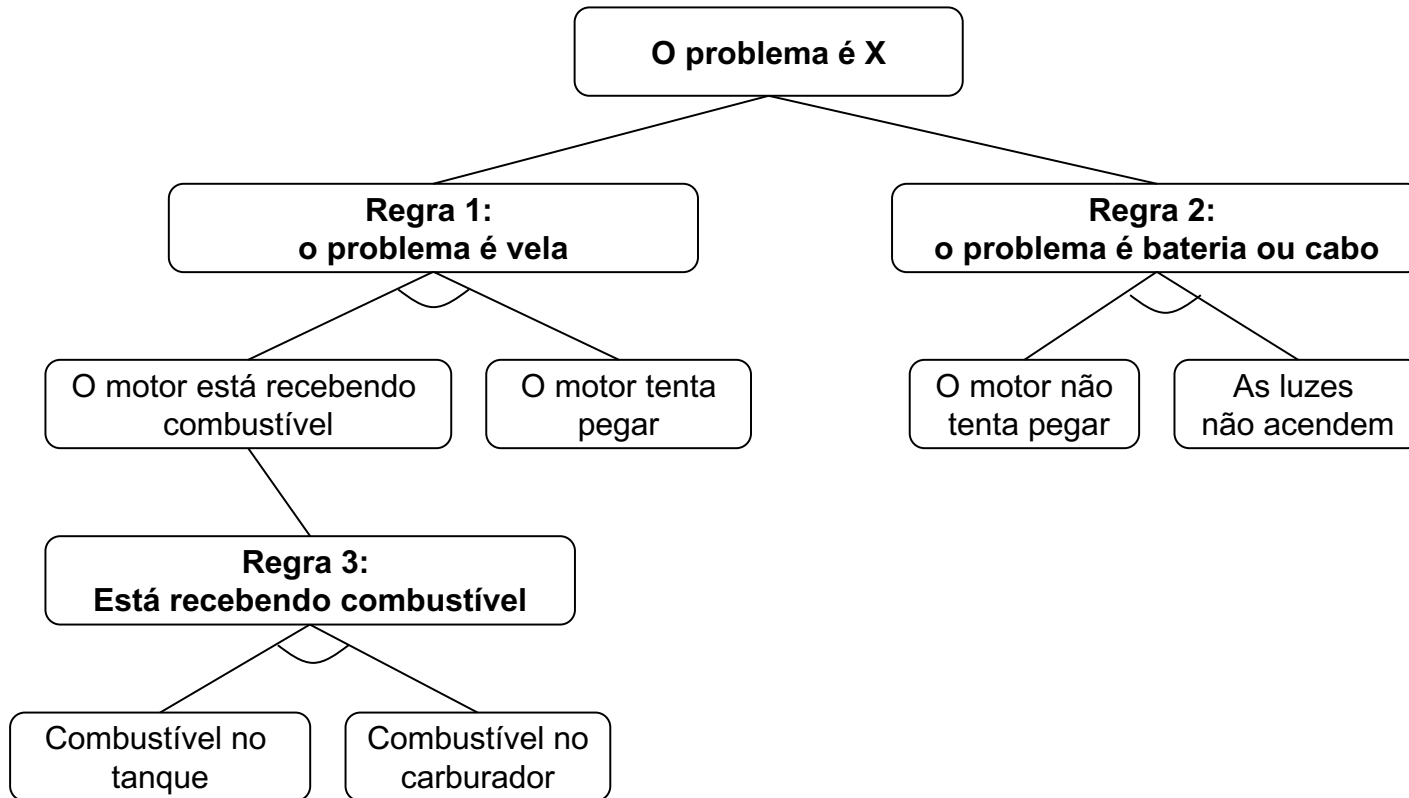 O problema é X
Regra 1:
o problema é vela
Regra 2:
o problema é bateria ou cabo
O motor está recebendo
combustível
O motor tenta
pegar
O motor não
tenta pegar
As luzes
não acendem
Regra 3:
Está recebendo combustível
Combustível no
tanque
Combustível no
carburador